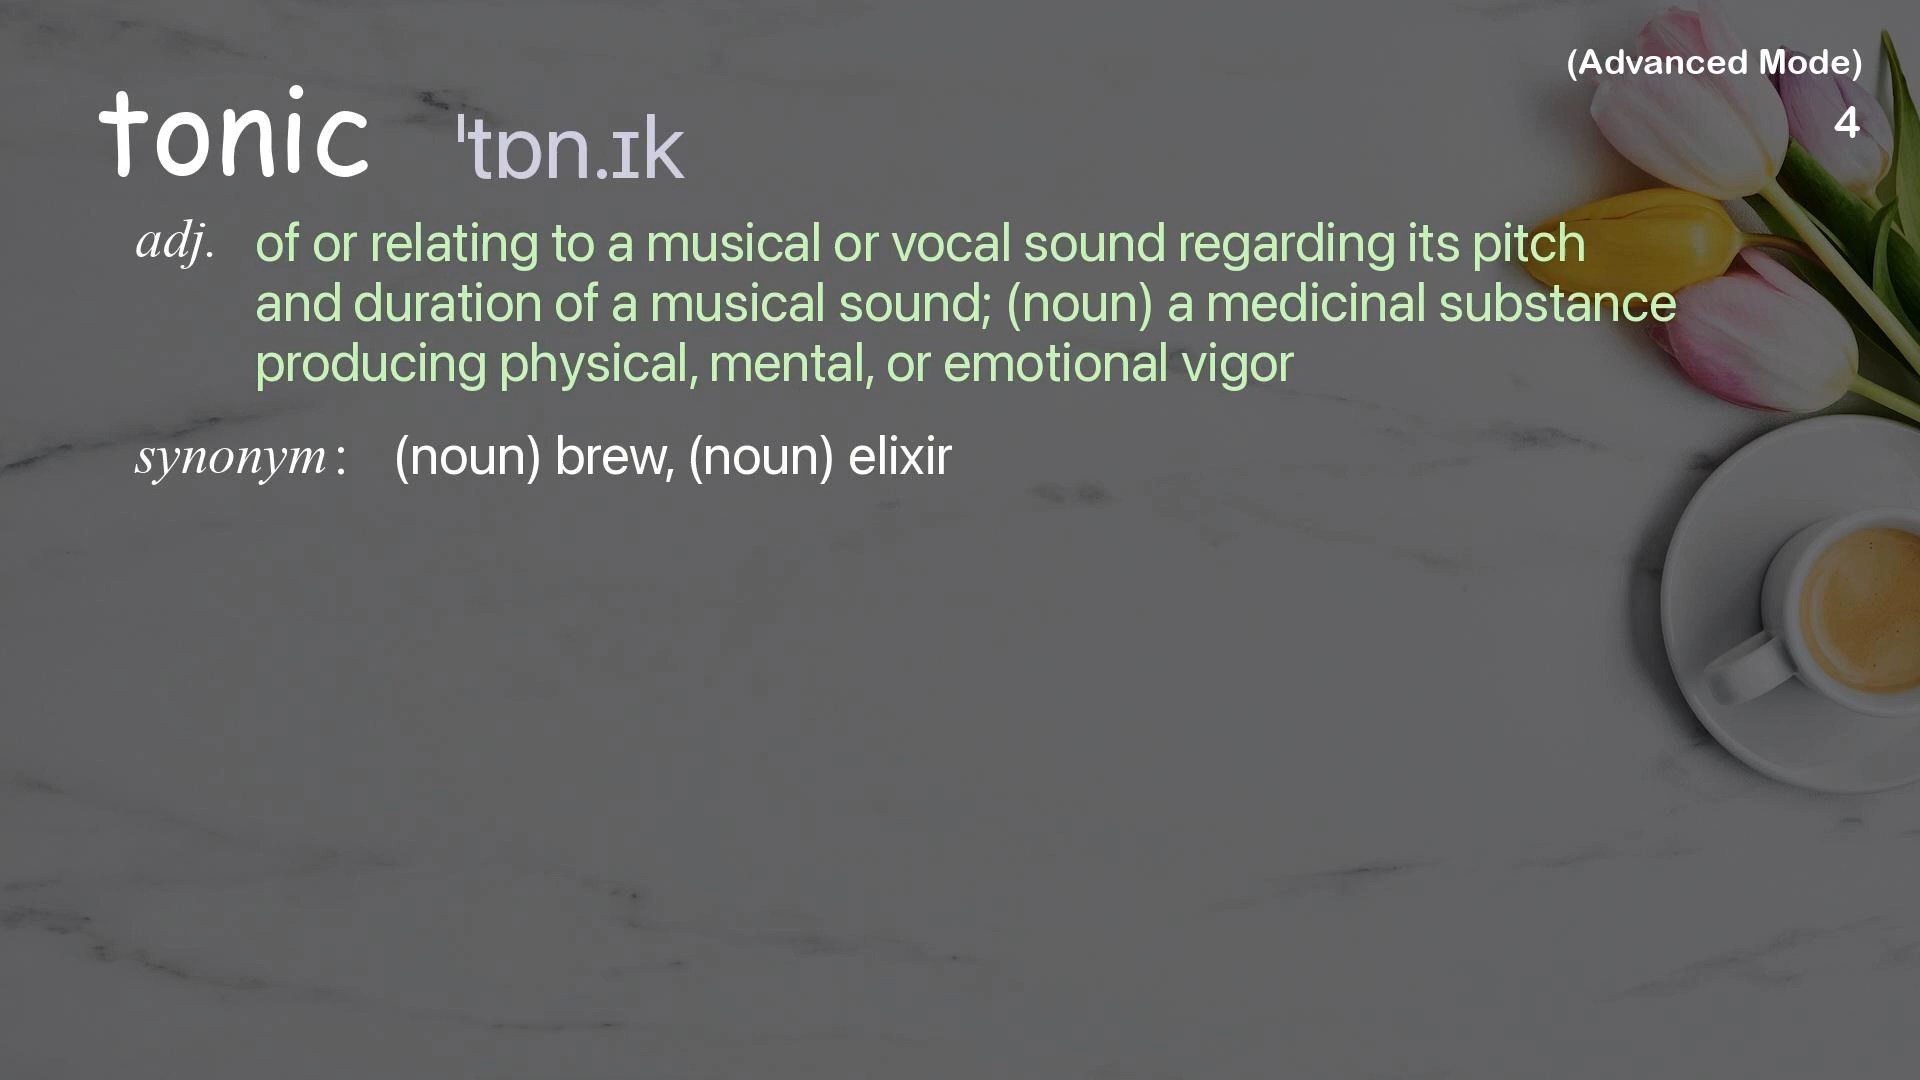 (Advanced Mode)
4
tonic ˈtɒn.ɪk
adj. of or relating to a musical or vocal sound regarding its pitch
and duration of a musical sound; (noun) a medicinal substance
producing physical, mental, or emotional vigor
synonym: (noun) brew, (noun) elixir